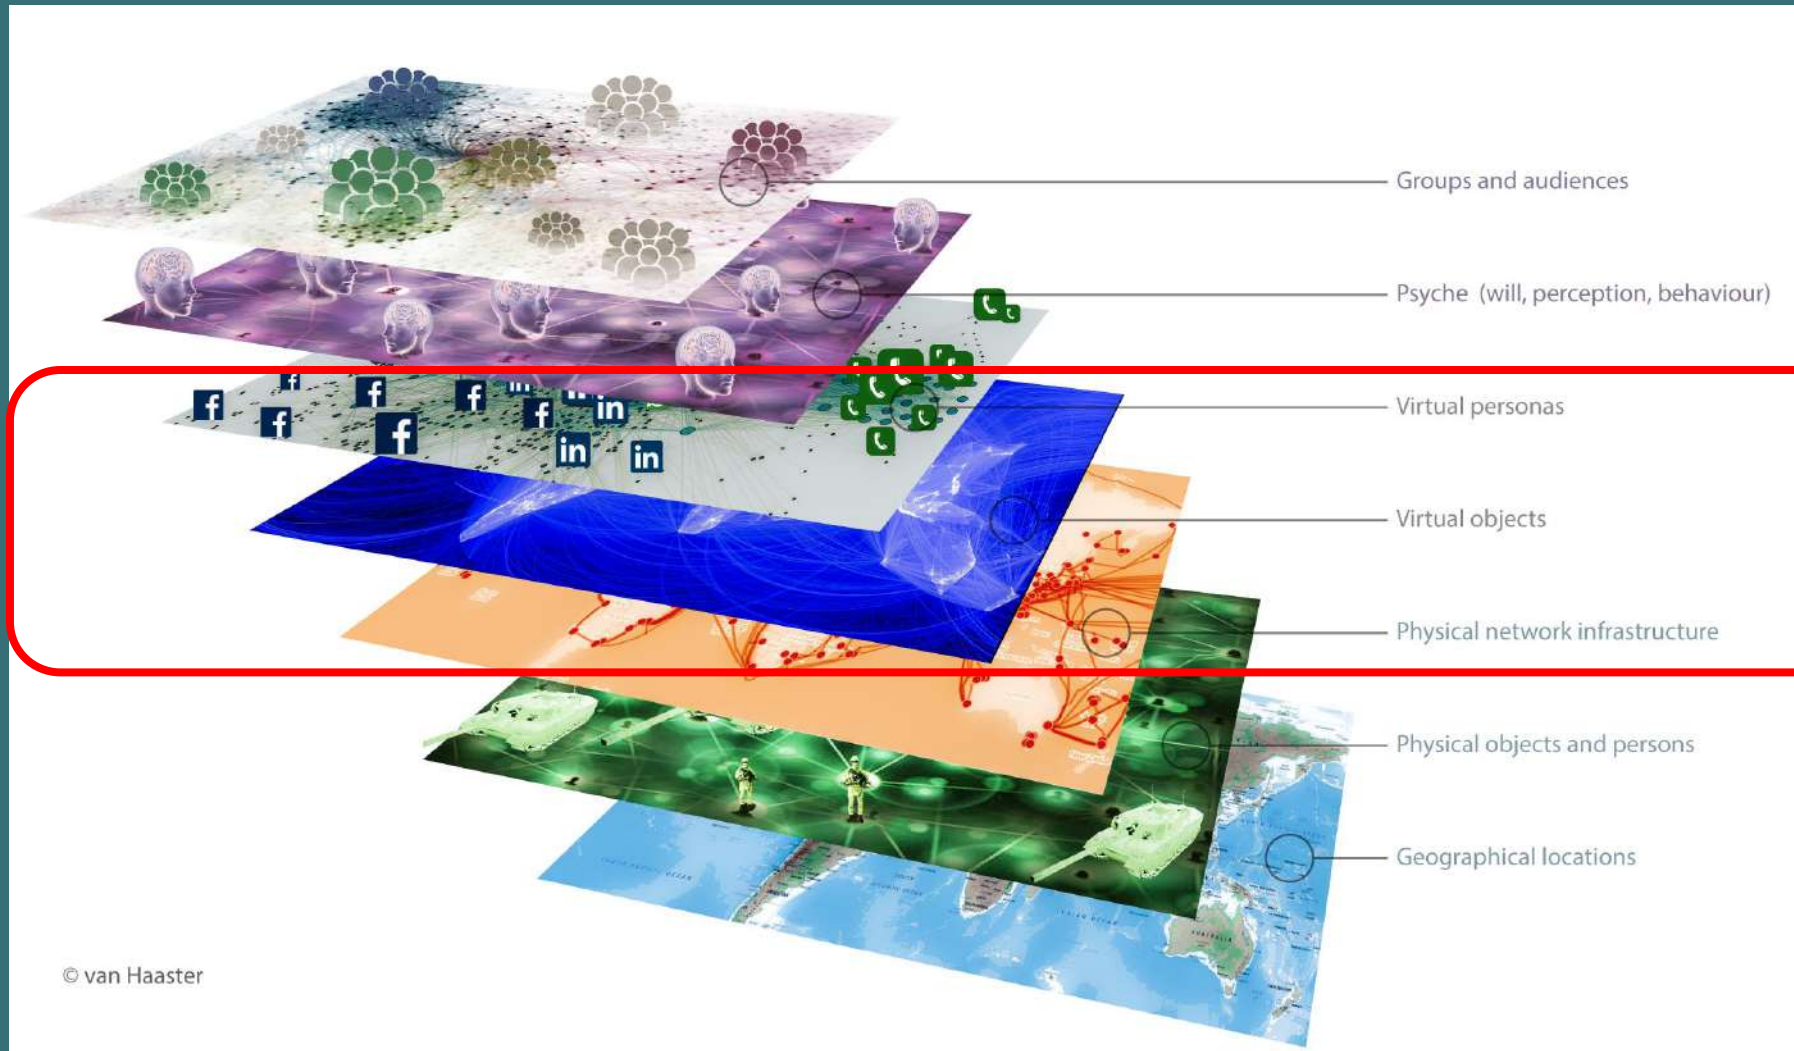 Groups and audiences
Psyche (will, perception, behaviour)
Virtual personas
Virtual objects
Physical network infrastructure
Physical objects and persons
Geographical locations
AUSTRALIA
© van Haaster